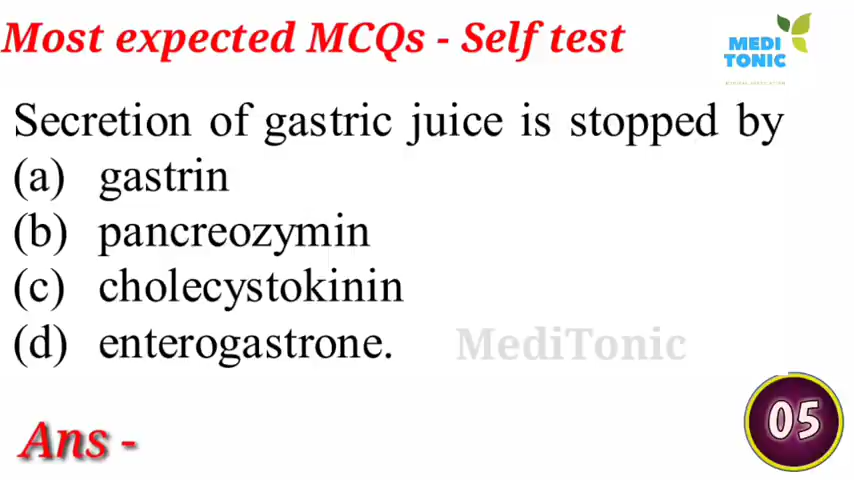 Most expected MCQs - Self test
MEDI
TONIC
Secretion of gastric juice is stopped by
(a) gastrin
(b) pancreozymin
(c) cholecystokinin
(d) enterogastrone.
MediTonic
Ans -
05